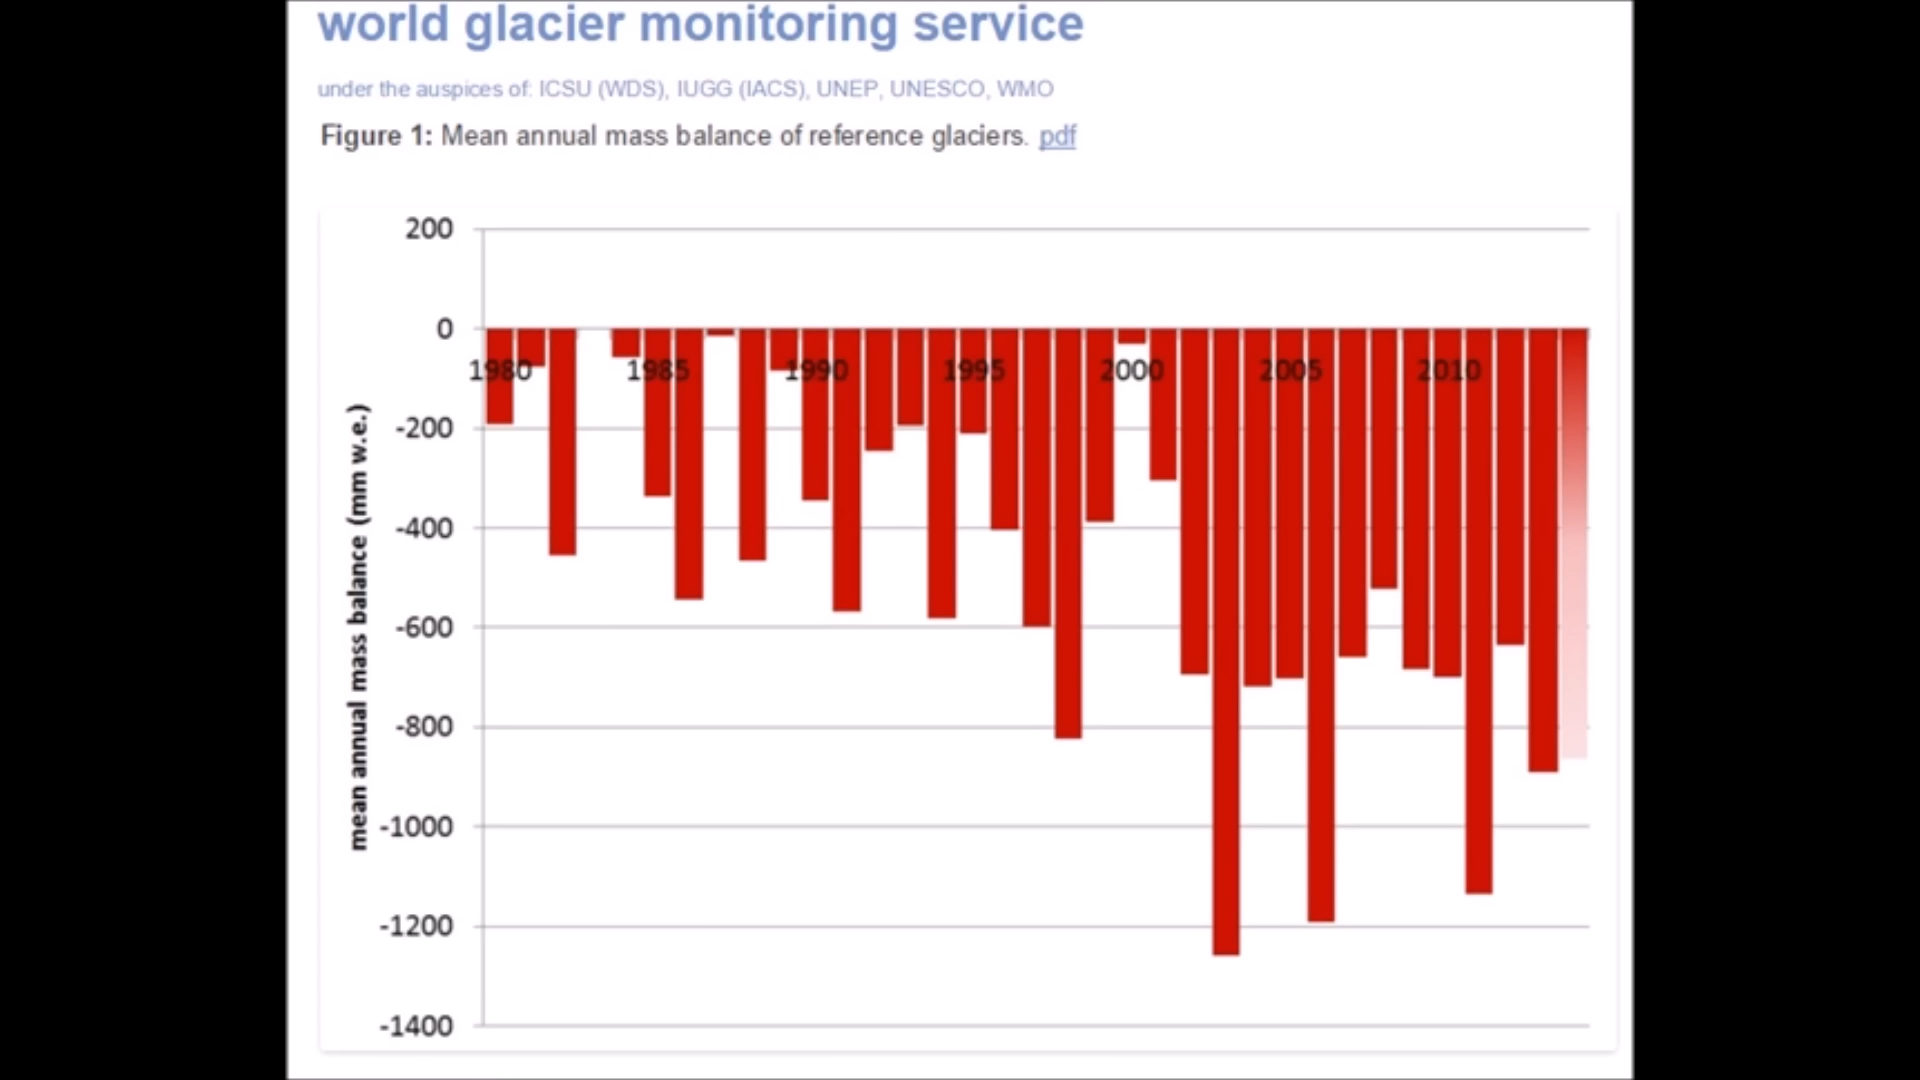 world glacier monitoring service
under the auspices of: ICSU (WDS), IUGG (IACS), UNEP, UNESCO, WMO
Figure 1: Mean annual mass balance of reference glaciers. pdf
200
0
1980 1985 1990 1995 2000 2005 2010
-200
-400
-600
-800
-1000
-1200
-1400
mean annual mass balance (mm w.e.)